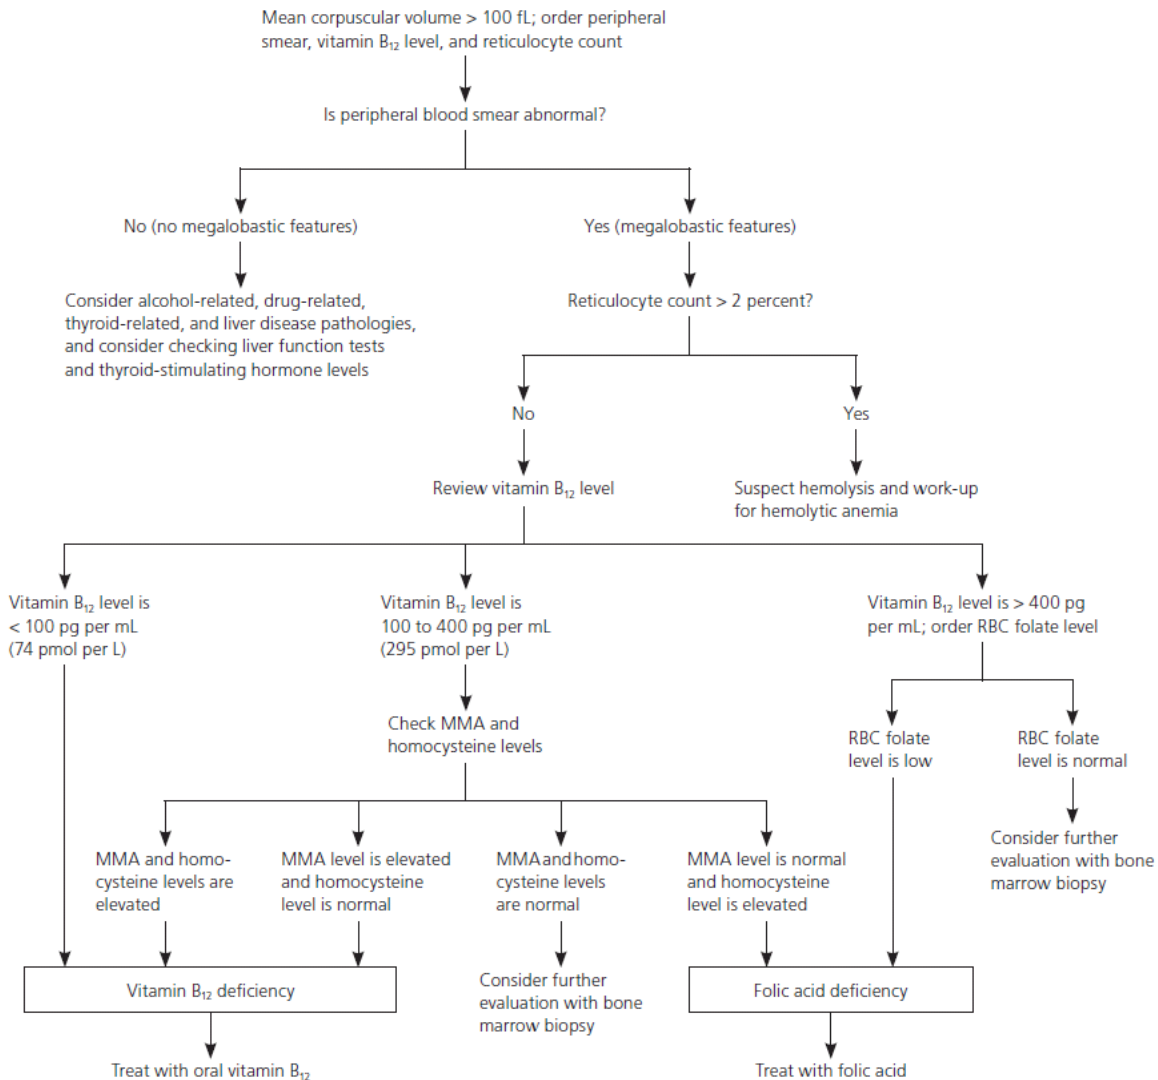 Mean corpuscular volume > 100 fL; order peripheral
smear, vitamin B₁₂ level, and reticulocyte count
Is peripheral blood smear abnormal?
No (no megalobastic features)
Yes (megalobastic features)
Consider alcohol-related, drug-related,
thyroid-related, and liver disease pathologies,
and consider checking liver function tests
and thyroid-stimulating hormone levels
Reticulocyte count > 2 percent?
No
Yes
Review vitamin B₁₂ level
Suspect hemolysis and work-up
for hemolytic anemia
Vitamin B₁₂ level is
< 100 pg per mL
(74 pmol per L)
Vitamin B₁₂ level is
100 to 400 pg per mL
(295 pmol per L)
Vitamin B₁₂ level is > 400 pg
per mL; order RBC folate level
Check MMA and
homocysteine levels
RBC folate
level is low
RBC folate
level is normal
MMA and homo-
cysteine levels are
elevated
MMA level is elevated
and homocysteine
level is normal
MMA and homo-
cysteine levels
are normal
MMA level is normal
and homocysteine
level is elevated
Consider further
evaluation with bone
marrow biopsy
Vitamin B₁₂ deficiency
Consider further
evaluation with bone
marrow biopsy
Folic acid deficiency
Treat with oral vitamin B₁₂
Treat with folic acid